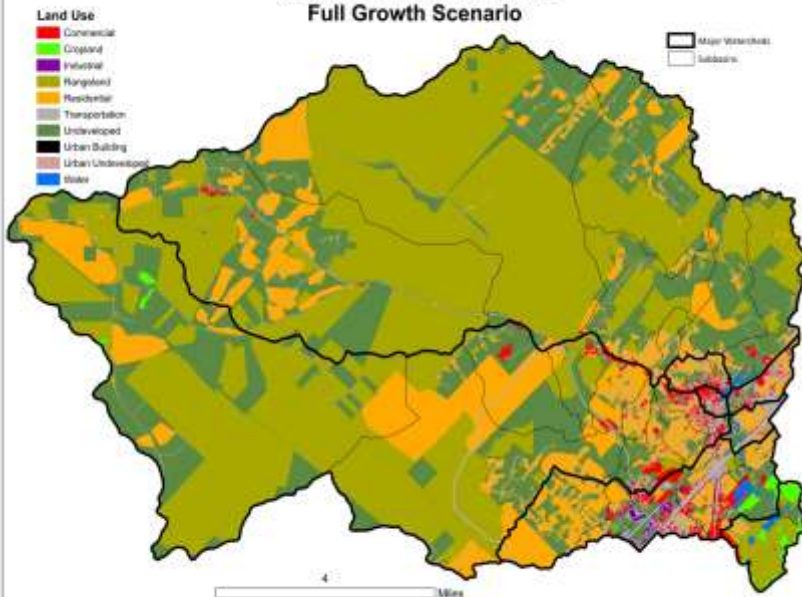 Full Growth Scenario
Land Use
Commercial
Cropland
Industrial
Rangeland
Residential
Transportation
Undeveloped
Urban Building
Urban Undeveloped
Water
Major Watersheds
Subbasins
4
Miles